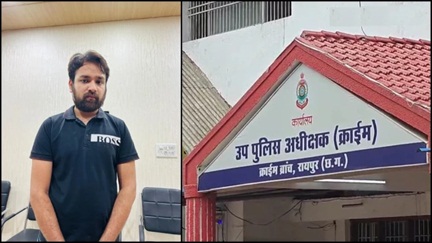 BOSS
कार्यालय
उप पुलिस अधीक्षक (क्राईम)
क्राईम ब्रांच, रायपुर (छ.ग.)